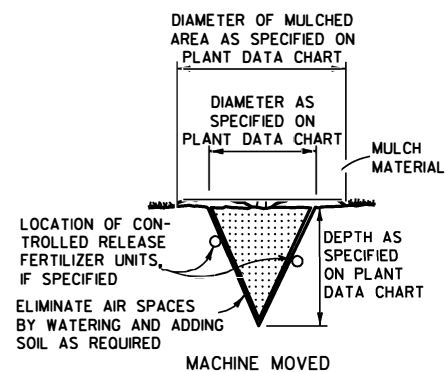 DIAMETER OF MULCHED
AREA AS SPECIFIED ON
PLANT DATA CHART
DIAMETER AS
SPECIFIED ON
PLANT DATA CHART
MULCH
MATERIAL
LOCATION OF CON-
TROLLED RELEASE
FERTILIZER UNITS,
IF SPECIFIED
DEPTH AS
SPECIFIED
ON PLANT
DATA CHART
ELIMINATE AIR SPACES
BY WATERING AND ADDING
SOIL AS REQUIRED
MACHINE MOVED